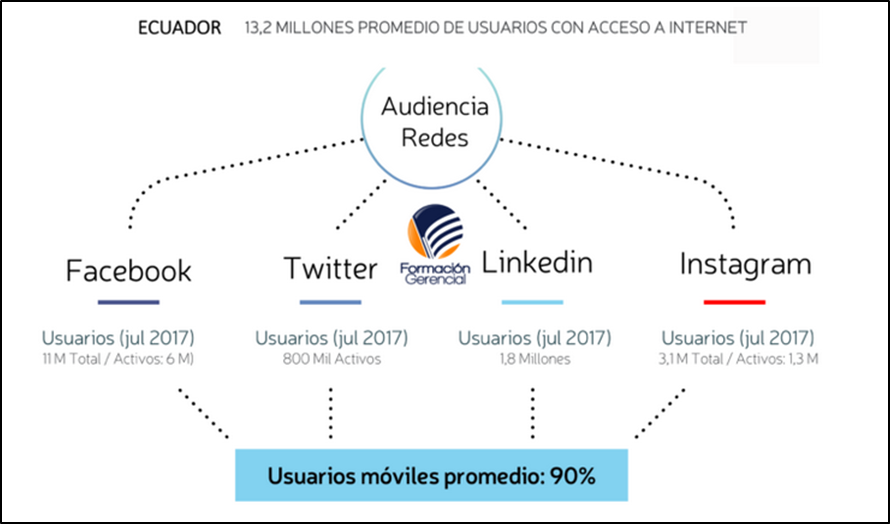 ECUADOR 13,2 MILLONES PROMEDIO DE USUARIOS CON ACCESO A INTERNET
Audiencia
Redes
Facebook
Usuarios (jul 2017)
11 M Total / Activos: 6 M)
Twitter
Usuarios (jul 2017)
800 Mil Activos
Formación
Gerencial
Linkedin
Usuarios (jul 2017)
1,8 Millones
Instagram
Usuarios (jul 2017)
3,1 M Total / Activos: 1,3 M
Usuarios móviles promedio: 90%